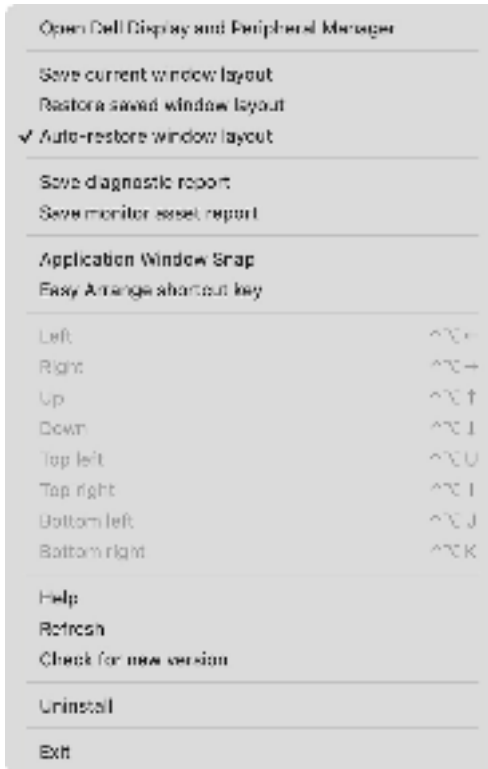 Open Dell Display and Peripheral Manager
Save current window layout
Restore saved window layout
✓ Auto-restore window layout
Save diagnostic report
Save monitor asset report
Application Window Snap
Easy Arrange shortcut key
Left ^⌥←
Right ^⌥→
Up ^⌥↑
Down ^⌥↓
Top left ^⌥U
Top right ^⌥I
Bottom left ^⌥J
Bottom right ^⌥K
Help
Refresh
Check for new version
Uninstall
Exit